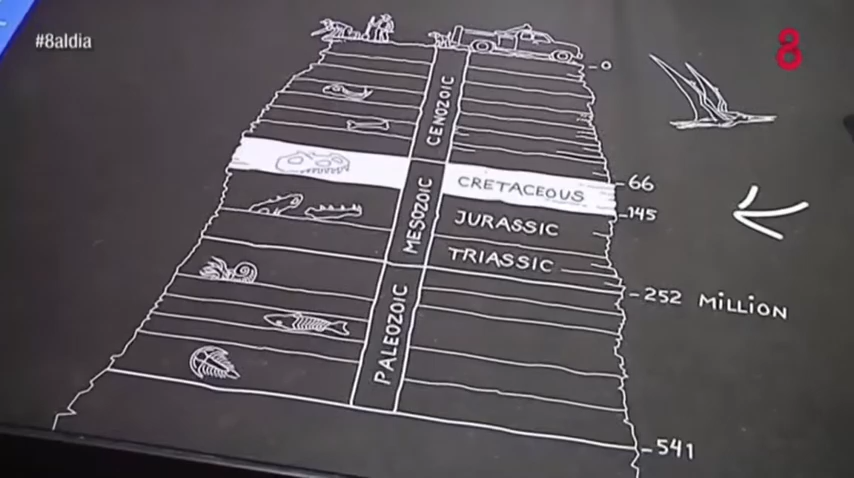 #8aldia
8
0
CENOZOIC
66
CRETACEOUS
145
MESOZOIC
JURASSIC
TRIASSIC
252 MILLION
PALEOZOIC
541